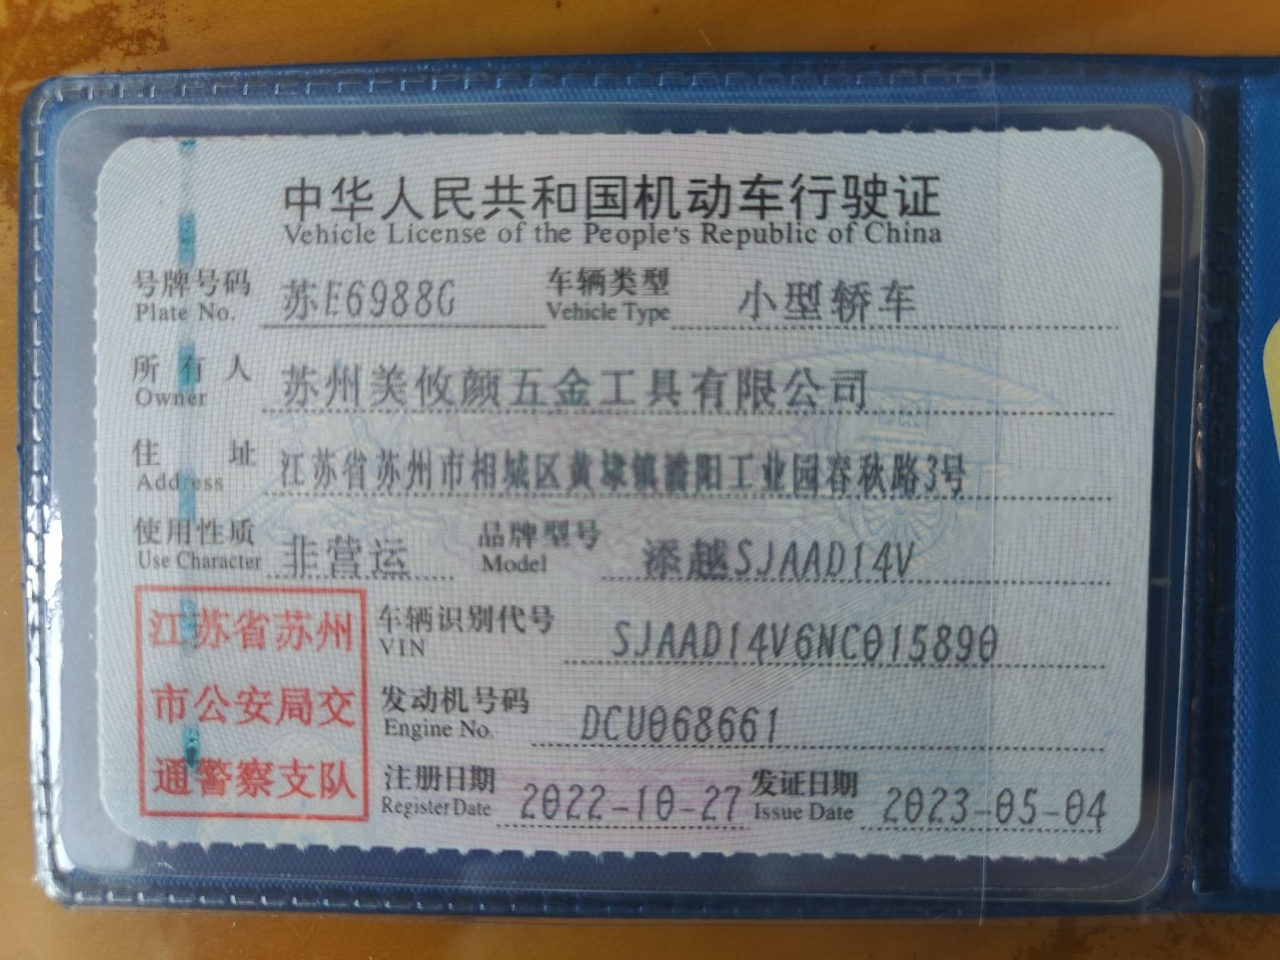 中华人民共和国机动车行驶证
Vehicle License of the People's Republic of China
号牌号码 苏E6988G 车辆类型 小型轿车
Plate No. Vehicle Type
所有人 苏州美攸颜五金工具有限公司
Owner
住址 江苏省苏州市相城区黄埭镇潘阳工业园春秋路3号
Address
使用性质 非营运 品牌型号 添越SJAAD14V
Use Character Model
江苏省苏州
市公安局交
通警察支队
车辆识别代号 SJAAD14V6NC015890
VIN
发动机号码 DCU068661
Engine No.
注册日期 2022-10-27 发证日期 2023-05-04
Register Date Issue Date